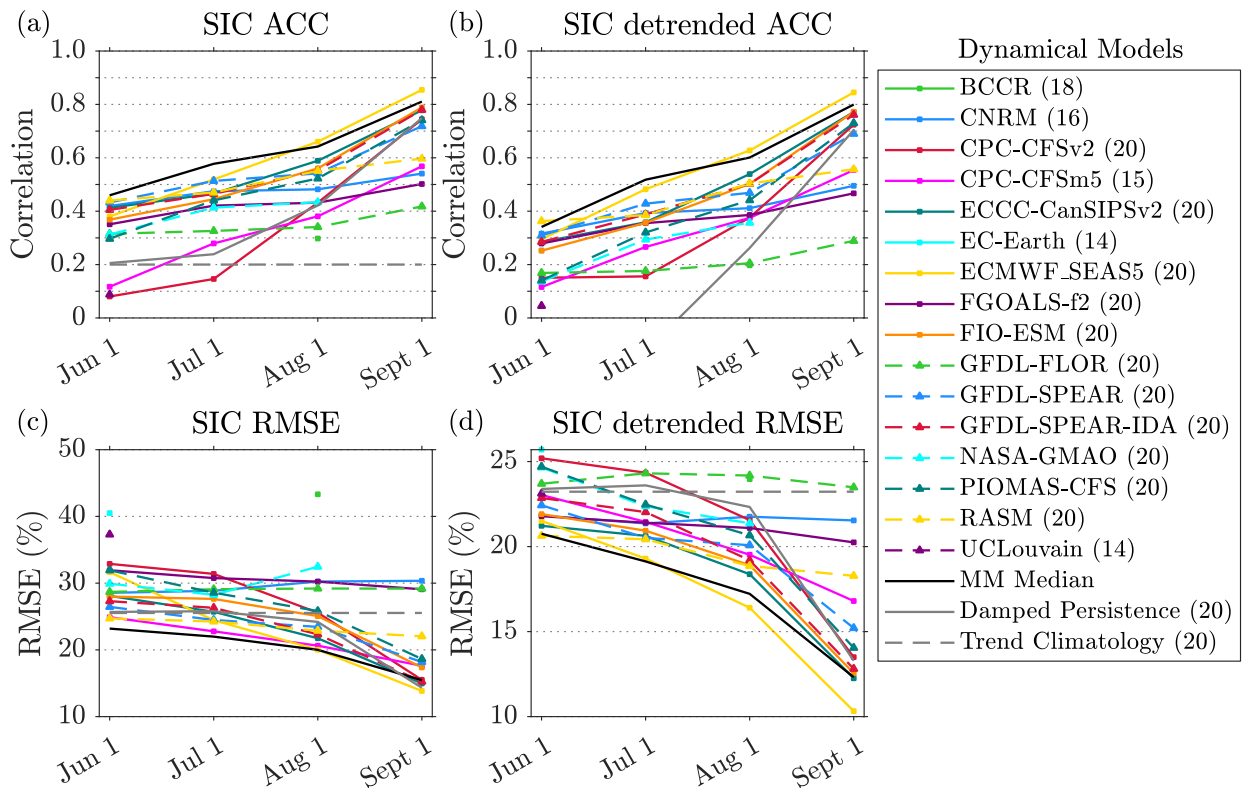 (a) SIC ACC
Correlation
1.0
0.8
0.6
0.4
0.2
0
Jun 1 Jul 1 Aug 1 Sept 1
(b) SIC detrended ACC
Correlation
1.0
0.8
0.6
0.4
0.2
0
Jun 1 Jul 1 Aug 1 Sept 1
(c) SIC RMSE
RMSE (%)
50
40
30
20
10
Jun 1 Jul 1 Aug 1 Sept 1
(d) SIC detrended RMSE
RMSE (%)
25
20
15
10
Jun 1 Jul 1 Aug 1 Sept 1
Dynamical Models
BCCR (18)
CNRM (16)
CPC-CFSv2 (20)
CPC-CFSm5 (15)
ECCC-CanSIPSv2 (20)
EC-Earth (14)
ECMWF_SEAS5 (20)
FGOALS-f2 (20)
FIO-ESM (20)
GFDL-FLOR (20)
GFDL-SPEAR (20)
GFDL-SPEAR-IDA (20)
NASA-GMAO (20)
PIOMAS-CFS (20)
RASM (20)
UCLouvain (14)
MM Median
Damped Persistence (20)
Trend Climatology (20)